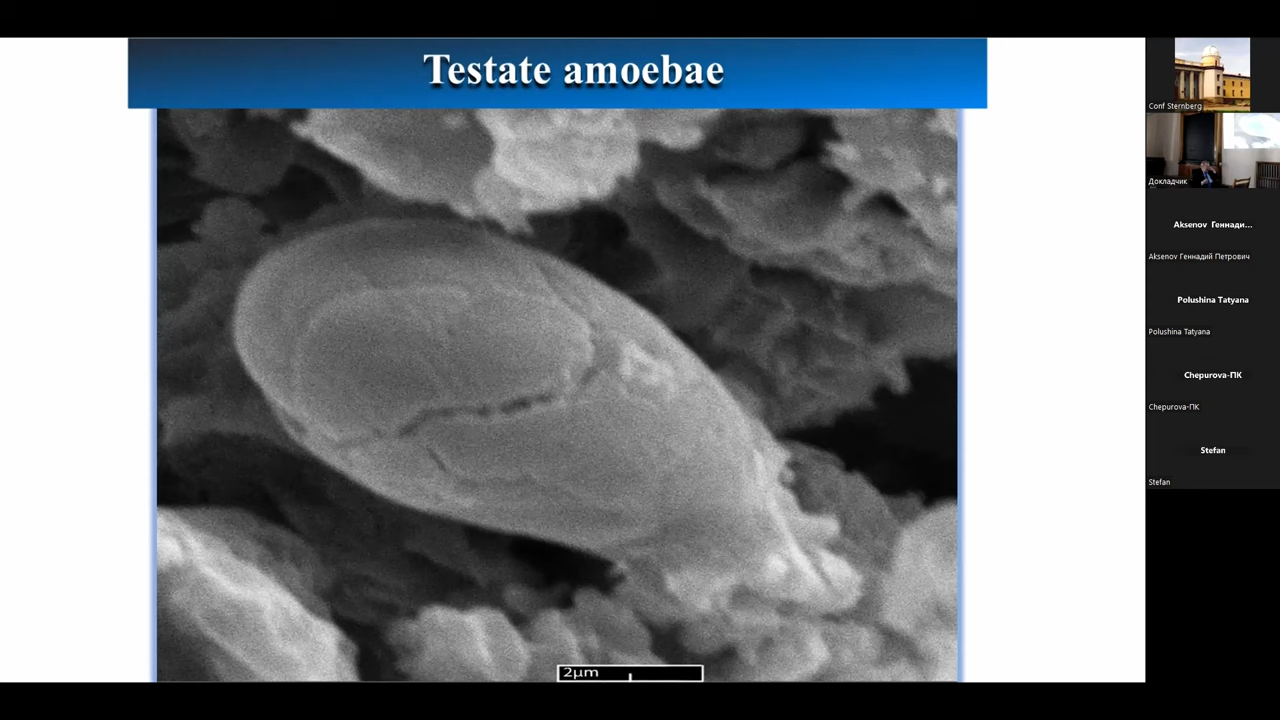 Testate amoebae
2µm
Conf Sternberg
Докладчик
Aksenov Геннади...
Aksenov Геннадий Петрович
Polushina Tatyana
Polushina Tatyana
Chepurova-ПК
Chepurova-ПК
Stefan
Stefan